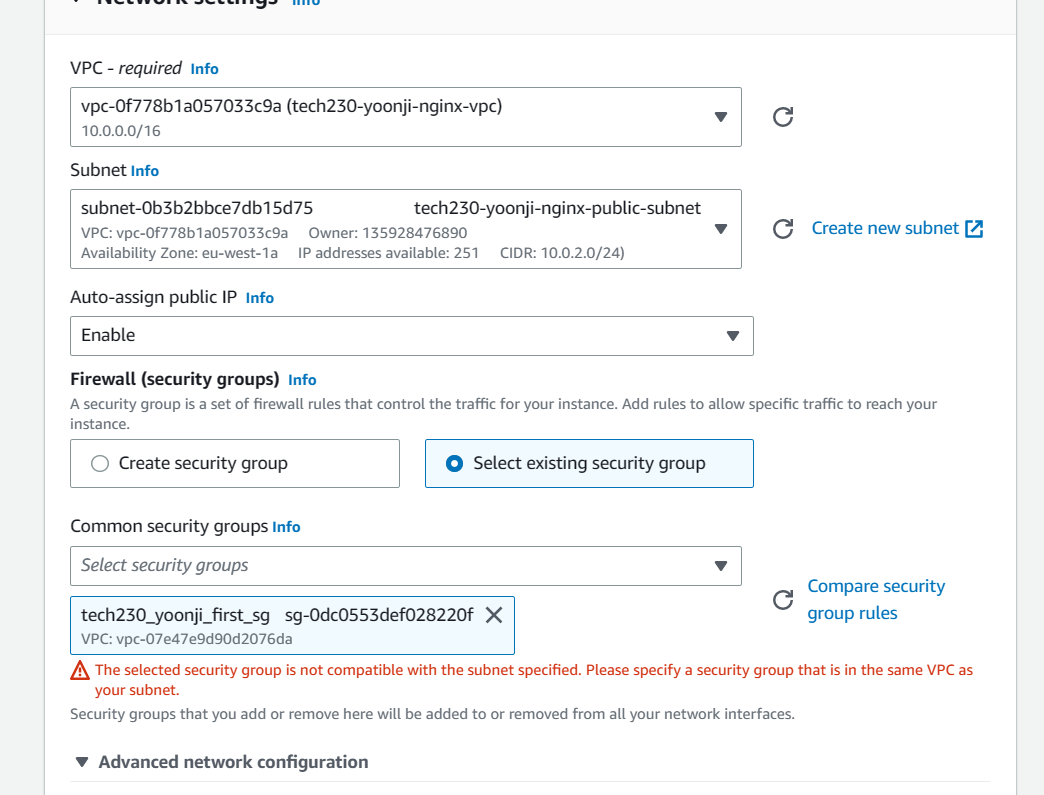 Network settings Info
VPC - required Info
vpc-0f778b1a057033c9a (tech230-yoonji-nginx-vpc)
10.0.0.0/16
Subnet Info
subnet-0b3b2bbce7db15d75 tech230-yoonji-nginx-public-subnet
VPC: vpc-0f778b1a057033c9a Owner: 135928476890
Availability Zone: eu-west-1a IP addresses available: 251 CIDR: 10.0.2.0/24)
Create new subnet
Auto-assign public IP Info
Enable
Firewall (security groups) Info
A security group is a set of firewall rules that control the traffic for your instance. Add rules to allow specific traffic to reach your
instance.
Create security group
Select existing security group
Common security groups Info
Select security groups
Compare security
group rules
tech230_yoonji_first_sg sg-0dc0553def028220f
VPC: vpc-07e47e9d90d2076da
The selected security group is not compatible with the subnet specified. Please specify a security group that is in the same VPC as
your subnet.
Security groups that you add or remove here will be added to or removed from all your network interfaces.
Advanced network configuration